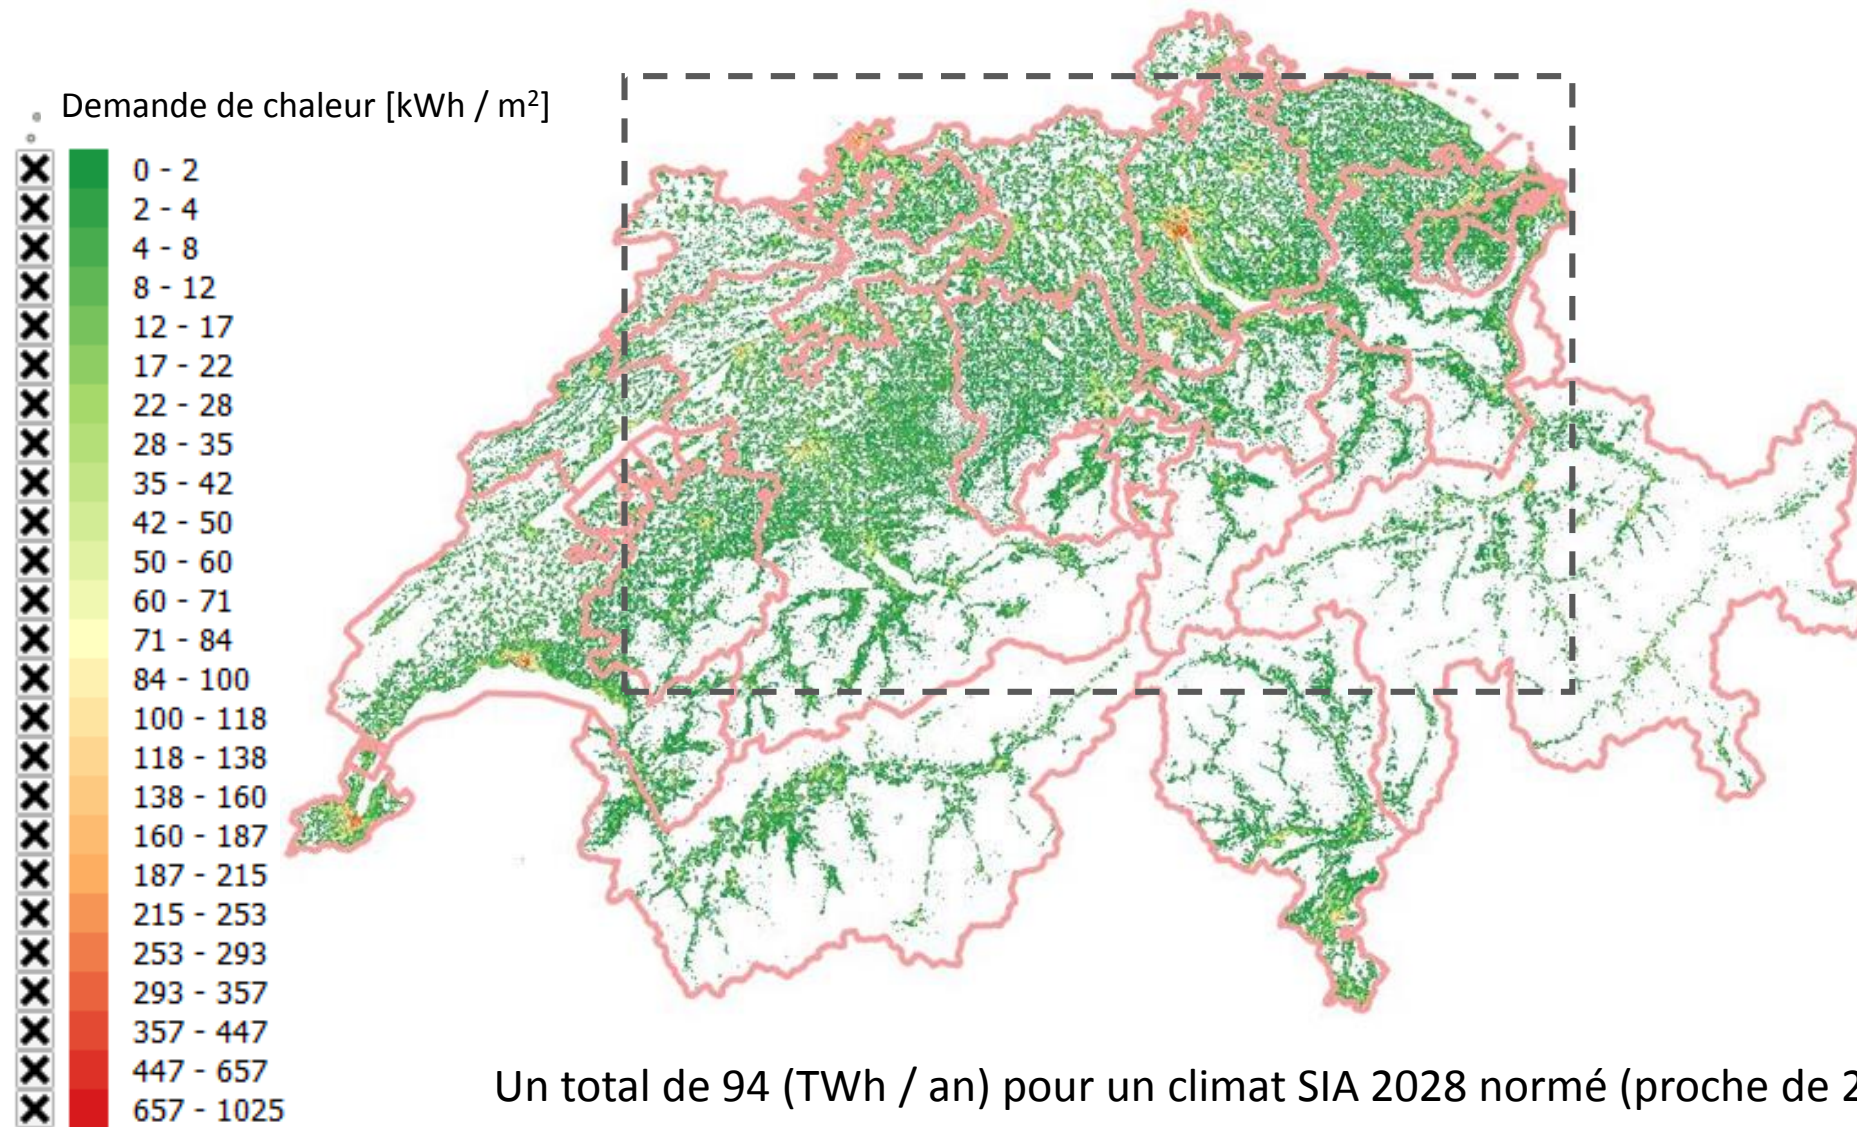 Demande de chaleur [kWh / m²]
0 - 2
2 - 4
4 - 8
8 - 12
12 - 17
17 - 22
22 - 28
28 - 35
35 - 42
42 - 50
50 - 60
60 - 71
71 - 84
84 - 100
100 - 118
118 - 138
138 - 160
160 - 187
187 - 215
215 - 253
253 - 293
293 - 357
357 - 447
447 - 657
657 - 1025
Un total de 94 (TWh / an) pour un climat SIA 2028 normé (proche de 2